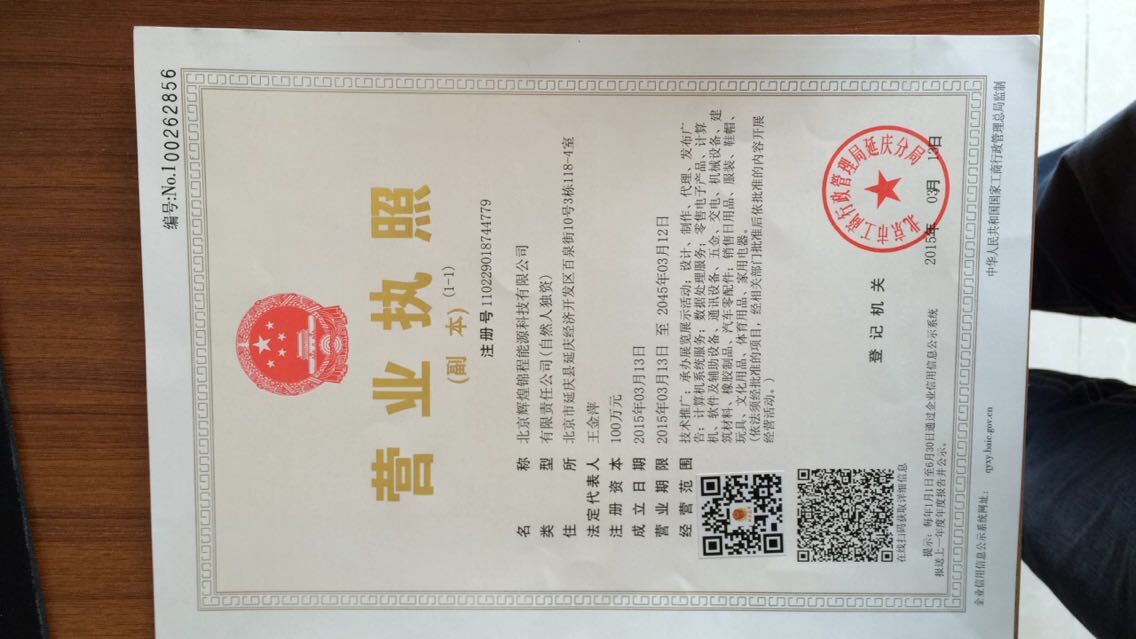 编号:No.100262856
营业执照
(副 本)(1-1)
注册号110229018744779
名 称 北京辉煌锦程能源科技有限公司
类 型 有限责任公司(自然人独资)
住 所 北京市延庆县延庆经济开发区百泉街10号3栋118-4室
法定代表人 王金萍
注册资本 100万元
成立日期 2015年03月13日
营业期限 2015年03月13日 至 2045年03月12日
经营范围 技术推广；承办展览展示活动；设计、制作、代理、发布广
告；计算机系统服务；数据处理服务；零售电子产品、计算
机、软件及辅助设备、通讯设备、五金、交电、机械设备、建
筑材料、橡胶制品、汽车零配件；销售日用品、服装、鞋帽、
玩具、文化用品、体育用品、家用电器。
(依法须经批准的项目，经相关部门批准后依批准的内容开展
经营活动。)
在线扫码获取详细信息
登记机关
北京市工商行政管理局延庆分局
2015年 03月 13日
提示：每年1月1日至6月30日通过企业信用信息公示系统
报送上一年度年度报告并公示。
企业信用信息公示系统网址： qyxy.baic.gov.cn
中华人民共和国国家工商行政管理总局监制